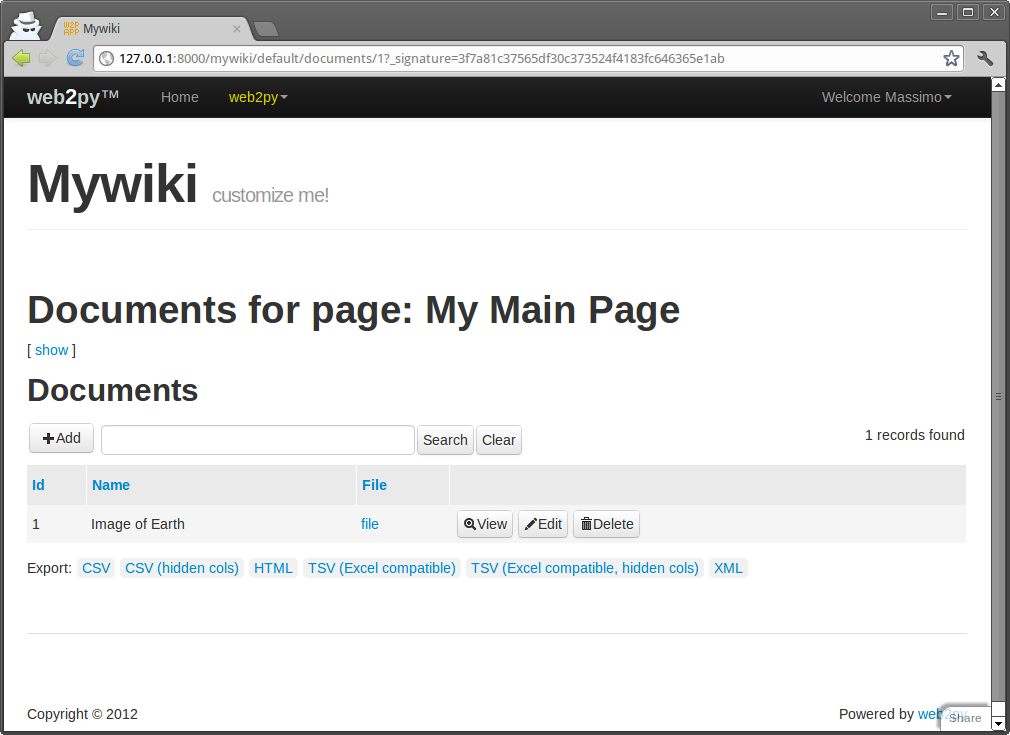 W2P APP Mywiki
127.0.0.1:8000/mywiki/default/documents/1?_signature=3f7a81c37565df30c373524f4183fc646365e1ab
web2py™ Home web2py Welcome Massimo
Mywiki customize me!
Documents for page: My Main Page
[ show ]
Documents
Add Search Clear 1 records found
Id Name File
1 Image of Earth file View Edit Delete
Export: CSV CSV (hidden cols) HTML TSV (Excel compatible) TSV (Excel compatible, hidden cols) XML
Copyright © 2012 Powered by web2py
Share